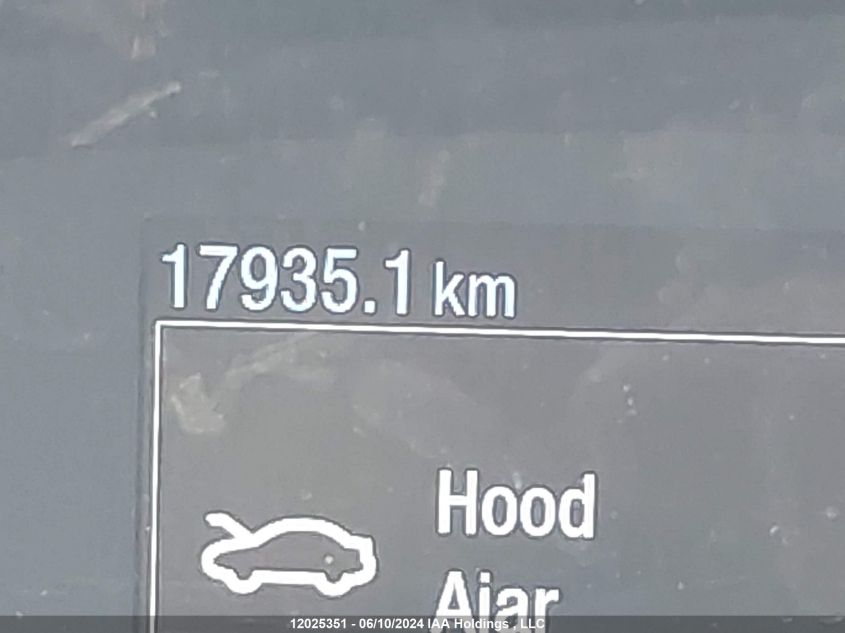 17935.1 km
Hood
Ajar
12025351 - 06/10/2024 IAA Holdings , LLC